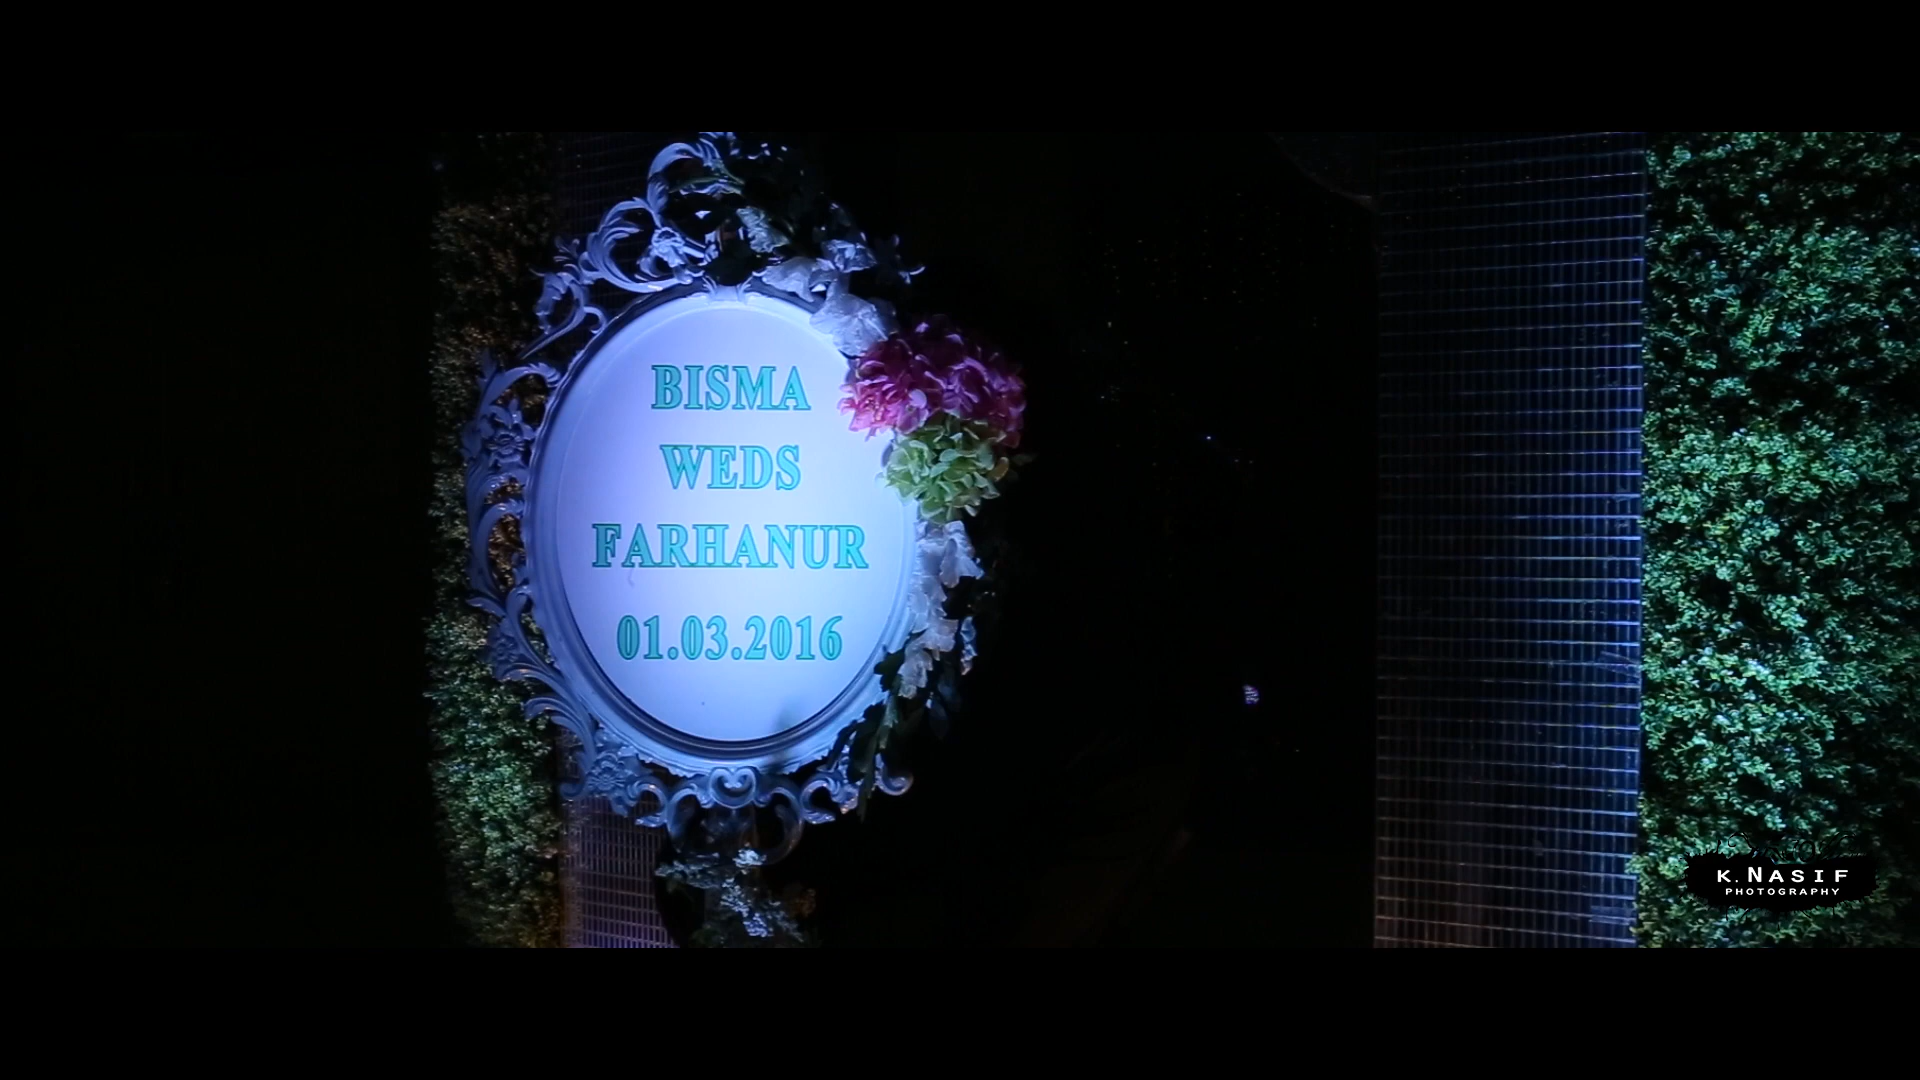 BISMA
WEDS
FARHANUR
01.03.2016
K. NASIF
PHOTOGRAPHY